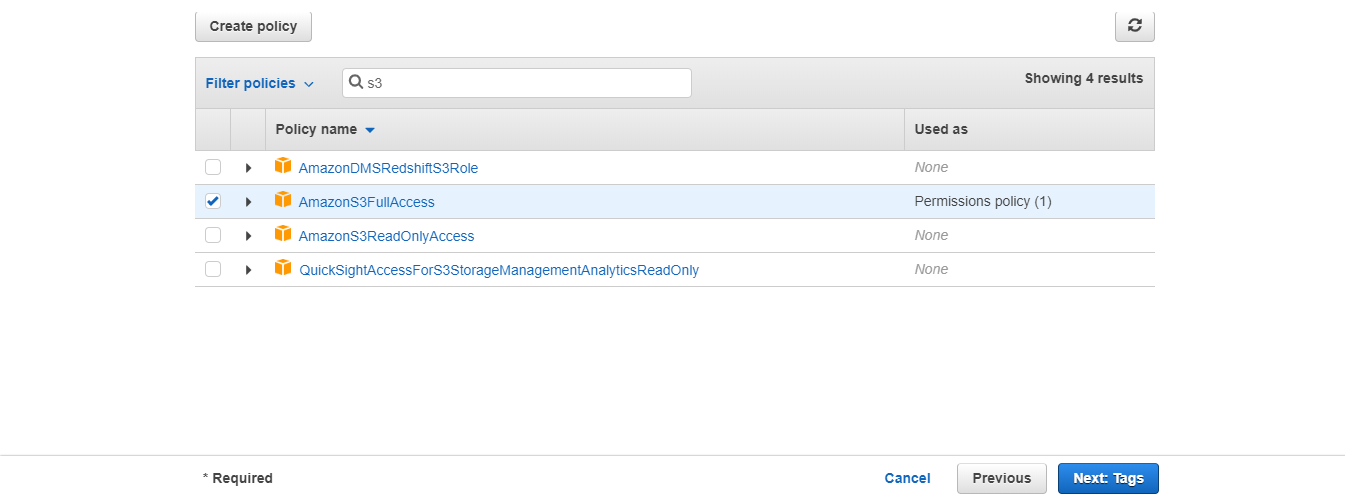 Create policy
Filter policies
s3
Showing 4 results
Policy name
Used as
AmazonDMSRedshiftS3Role
None
AmazonS3FullAccess
Permissions policy (1)
AmazonS3ReadOnlyAccess
None
QuickSightAccessForS3StorageManagementAnalyticsReadOnly
None
* Required
Cancel
Previous
Next: Tags